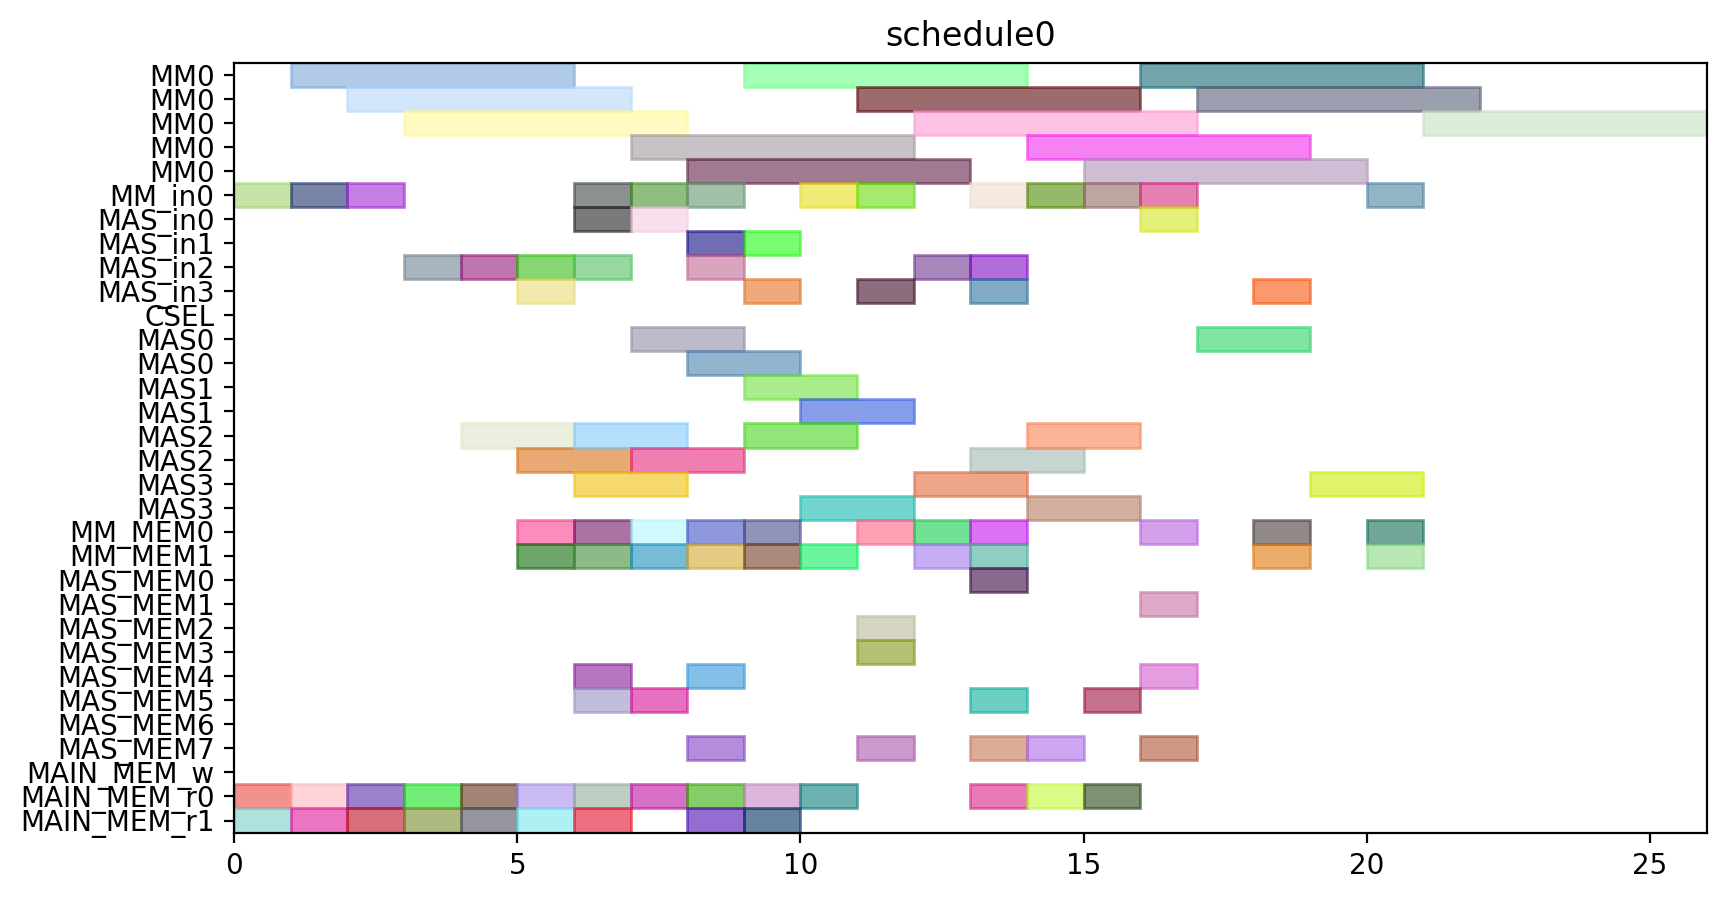 schedule0
MM0
MM0
MM0
MM0
MM0
MM_in0
MAS_in0
MAS_in1
MAS_in2
MAS_in3
CSEL
MAS0
MAS0
MAS1
MAS1
MAS2
MAS2
MAS3
MAS3
MM_MEM0
MM_MEM1
MAS_MEM0
MAS_MEM1
MAS_MEM2
MAS_MEM3
MAS_MEM4
MAS_MEM5
MAS_MEM6
MAS_MEM7
MAIN_MEM_w
MAIN_MEM_r0
MAIN_MEM_r1
0 5 10 15 20 25